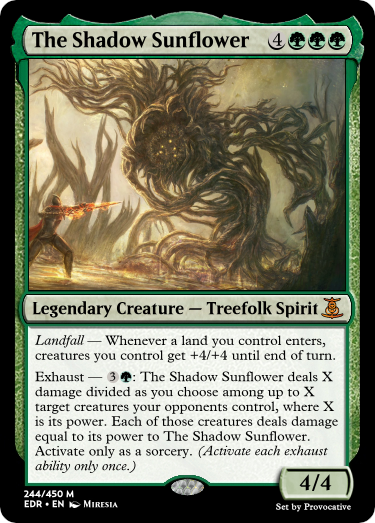 The Shadow Sunflower 4
Legendary Creature — Treefolk Spirit
Landfall — Whenever a land you control enters,
creatures you control get +4/+4 until end of turn.
Exhaust — 3: The Shadow Sunflower deals X
damage divided as you choose among up to X
target creatures your opponents control, where X
is its power. Each of those creatures deals damage
equal to its power to The Shadow Sunflower.
Activate only as a sorcery. (Activate each exhaust
ability only once.)
4/4
244/450 M
EDR • EN Miresia
Set by Provocative